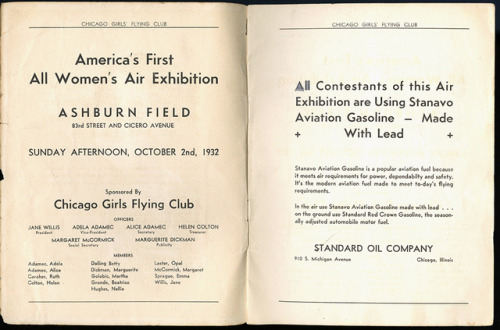 CHICAGO GIRLS' FLYING CLUB
America's First
All Women's Air Exhibition
ASHBURN FIELD
83RD STREET AND CICERO AVENUE
SUNDAY AFTERNOON, OCTOBER 2nd, 1932
Sponsored By
Chicago Girls Flying Club
OFFICERS
JANE WILLIS ADELA ADAMEC ALICE ADAMEC HELEN COLTON
President Vice-President Secretary Treasurer
MARGARET McCORMICK MARGUERITE DICKMAN
Social Secretary Publicity
MEMBERS
Adamec, Adela Dalling Betty Lester, Opal
Adamec, Alice Dickman, Marguerite McCormick, Margaret
Ruth Golabic, Martha Sprague, Emma
Colton, Helen Grande, Beatrice Willis, Jane
Hughes, Nellie
CHICAGO GIRLS' FLYING CLUB
All Contestants of this Air
Exhibition are Using Stanavo
Aviation Gasoline — Made
+ With Lead +
Stanavo Aviation Gasoline is a popular aviation fuel because
it meets air requirements for power, dependabilty and safety.
It's the modern aviation fuel made to meet to-day's flying
requirements.
In the air use Stanavo Aviation Gasoline made with lead . . .
on the ground use Standard Red Crown Gasoline, the season-
ally adjusted automobile motor fuel.
STANDARD OIL COMPANY
910 S. Michigan Avenue Chicago, Illinois